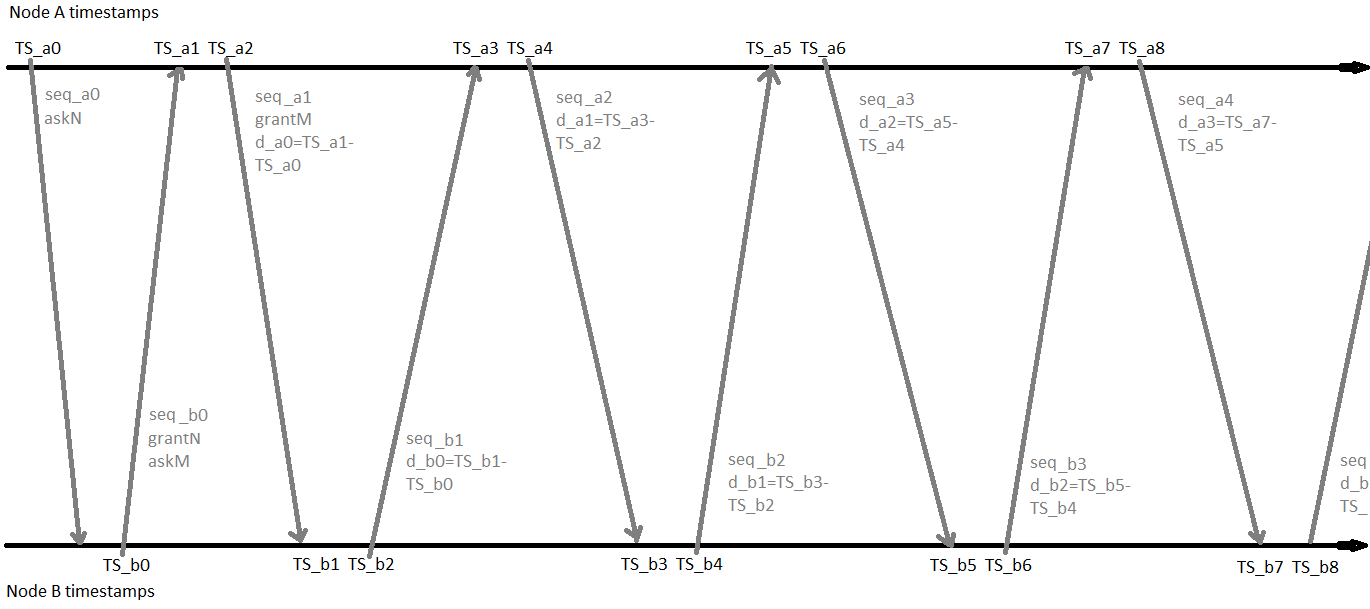 Node A timestamps
TS_a0
TS_a1 TS_a2
TS_a3 TS_a4
TS_a5 TS_a6
TS_a7 TS_a8
seq_a0
askN
seq_a1
grantM
d_a0=TS_a1-
TS_a0
seq_a2
d_a1=TS_a3-
TS_a2
seq_a3
d_a2=TS_a5-
TS_a4
seq_a4
d_a3=TS_a7-
TS_a5
seq_b0
grantN
askM
seq_b1
d_b0=TS_b1-
TS_b0
seq_b2
d_b1=TS_b3-
TS_b2
seq_b3
d_b2=TS_b5-
TS_b4
seq
d_b
TS_
TS_b0
TS_b1 TS_b2
TS_b3 TS_b4
TS_b5 TS_b6
TS_b7 TS_b8
Node B timestamps